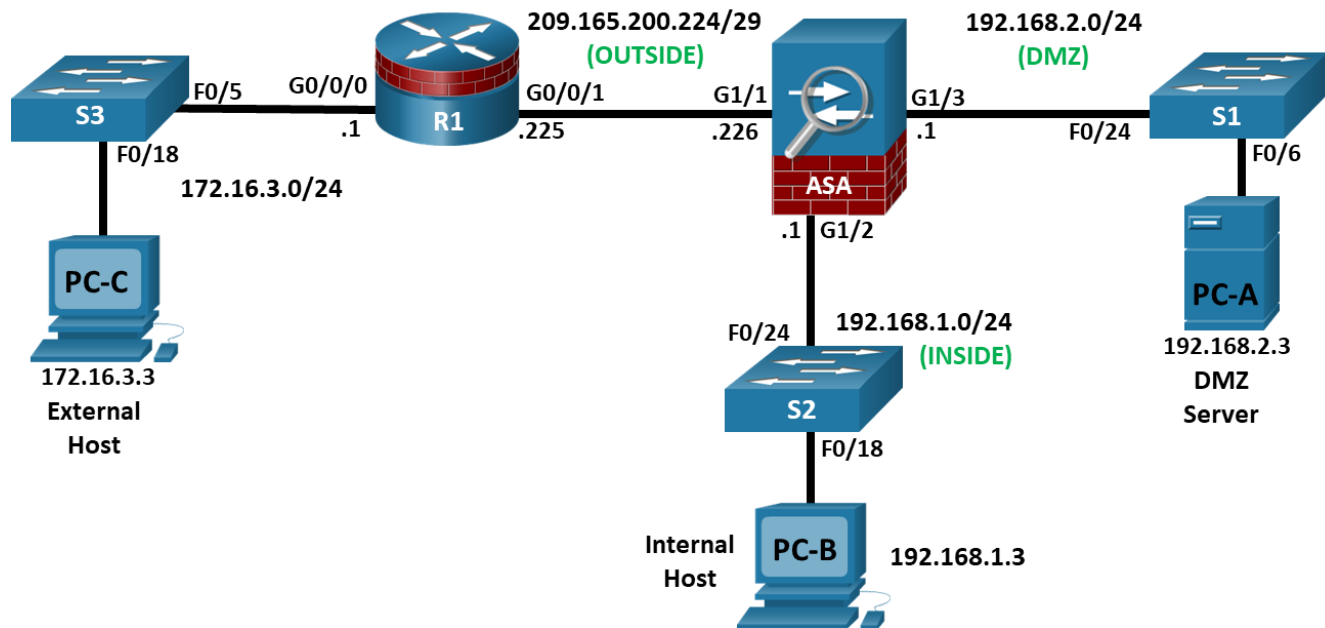 209.165.200.224/29
(OUTSIDE)
192.168.2.0/24
(DMZ)
S3
F0/5
G0/0/0
.1
R1
G0/0/1
.225
G1/1
.226
ASA
G1/3
.1
F0/24
S1
F0/6
F0/18
172.16.3.0/24
.1
G1/2
PC-C
172.16.3.3
External
Host
PC-A
192.168.2.3
DMZ
Server
F0/24
192.168.1.0/24
(INSIDE)
S2
F0/18
Internal
Host
PC-B
192.168.1.3